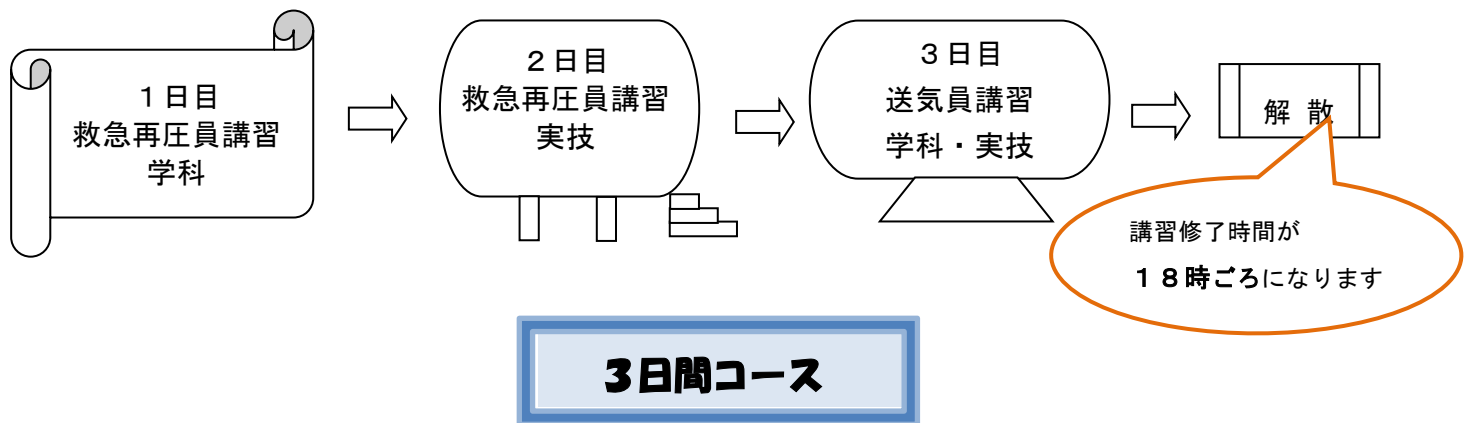 １日目
救急再圧員講習
学科
２日目
救急再圧員講習
実技
３日目
送気員講習
学科・実技
解 散
講習修了時間が
１８時ごろになります
３日間コース